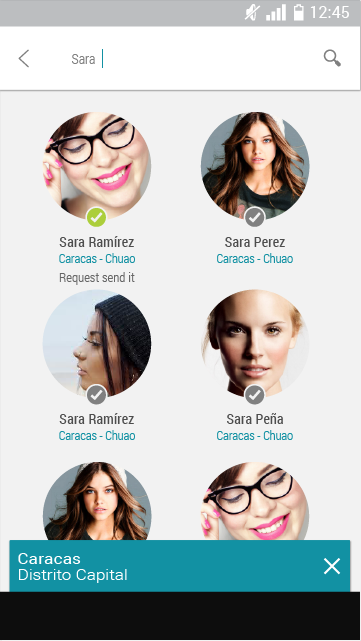 12:45
Sara
Sara Ramírez
Caracas - Chuao
Request send it
Sara Perez
Caracas - Chuao
Sara Ramírez
Caracas - Chuao
Sara Peña
Caracas - Chuao
Caracas
Distrito Capital